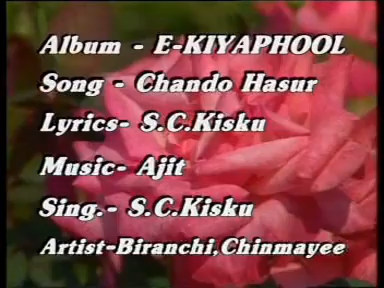 Album - E-KIYAPHOOL
Song - Chando Hasur
Lyrics- S.C.Kisku
Music- Ajit
Sing.- S.C.Kisku
Artist-Biranchi,Chinmayee